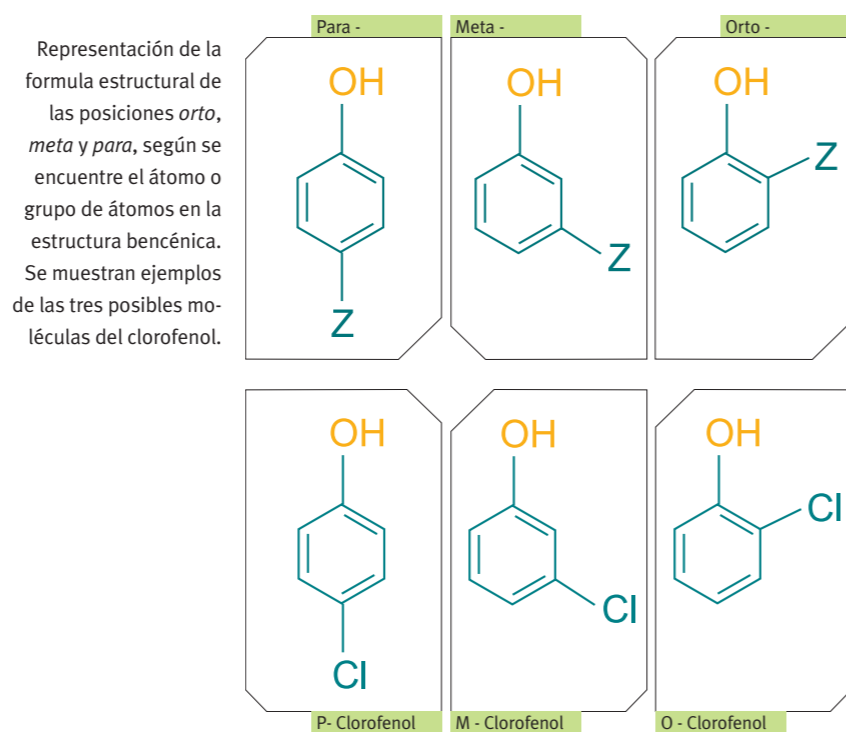 Representación de la
formula estructural de
las posiciones orto,
meta y para, según se
encuentre el átomo o
grupo de átomos en la
estructura bencénica.
Se muestran ejemplos
de las tres posibles mo-
léculas del clorofenol.
Para -
Meta -
Orto -
OH
OH
OH
Z
Z
Z
OH
OH
OH
Cl
Cl
Cl
P- Clorofenol
M - Clorofenol
O - Clorofenol